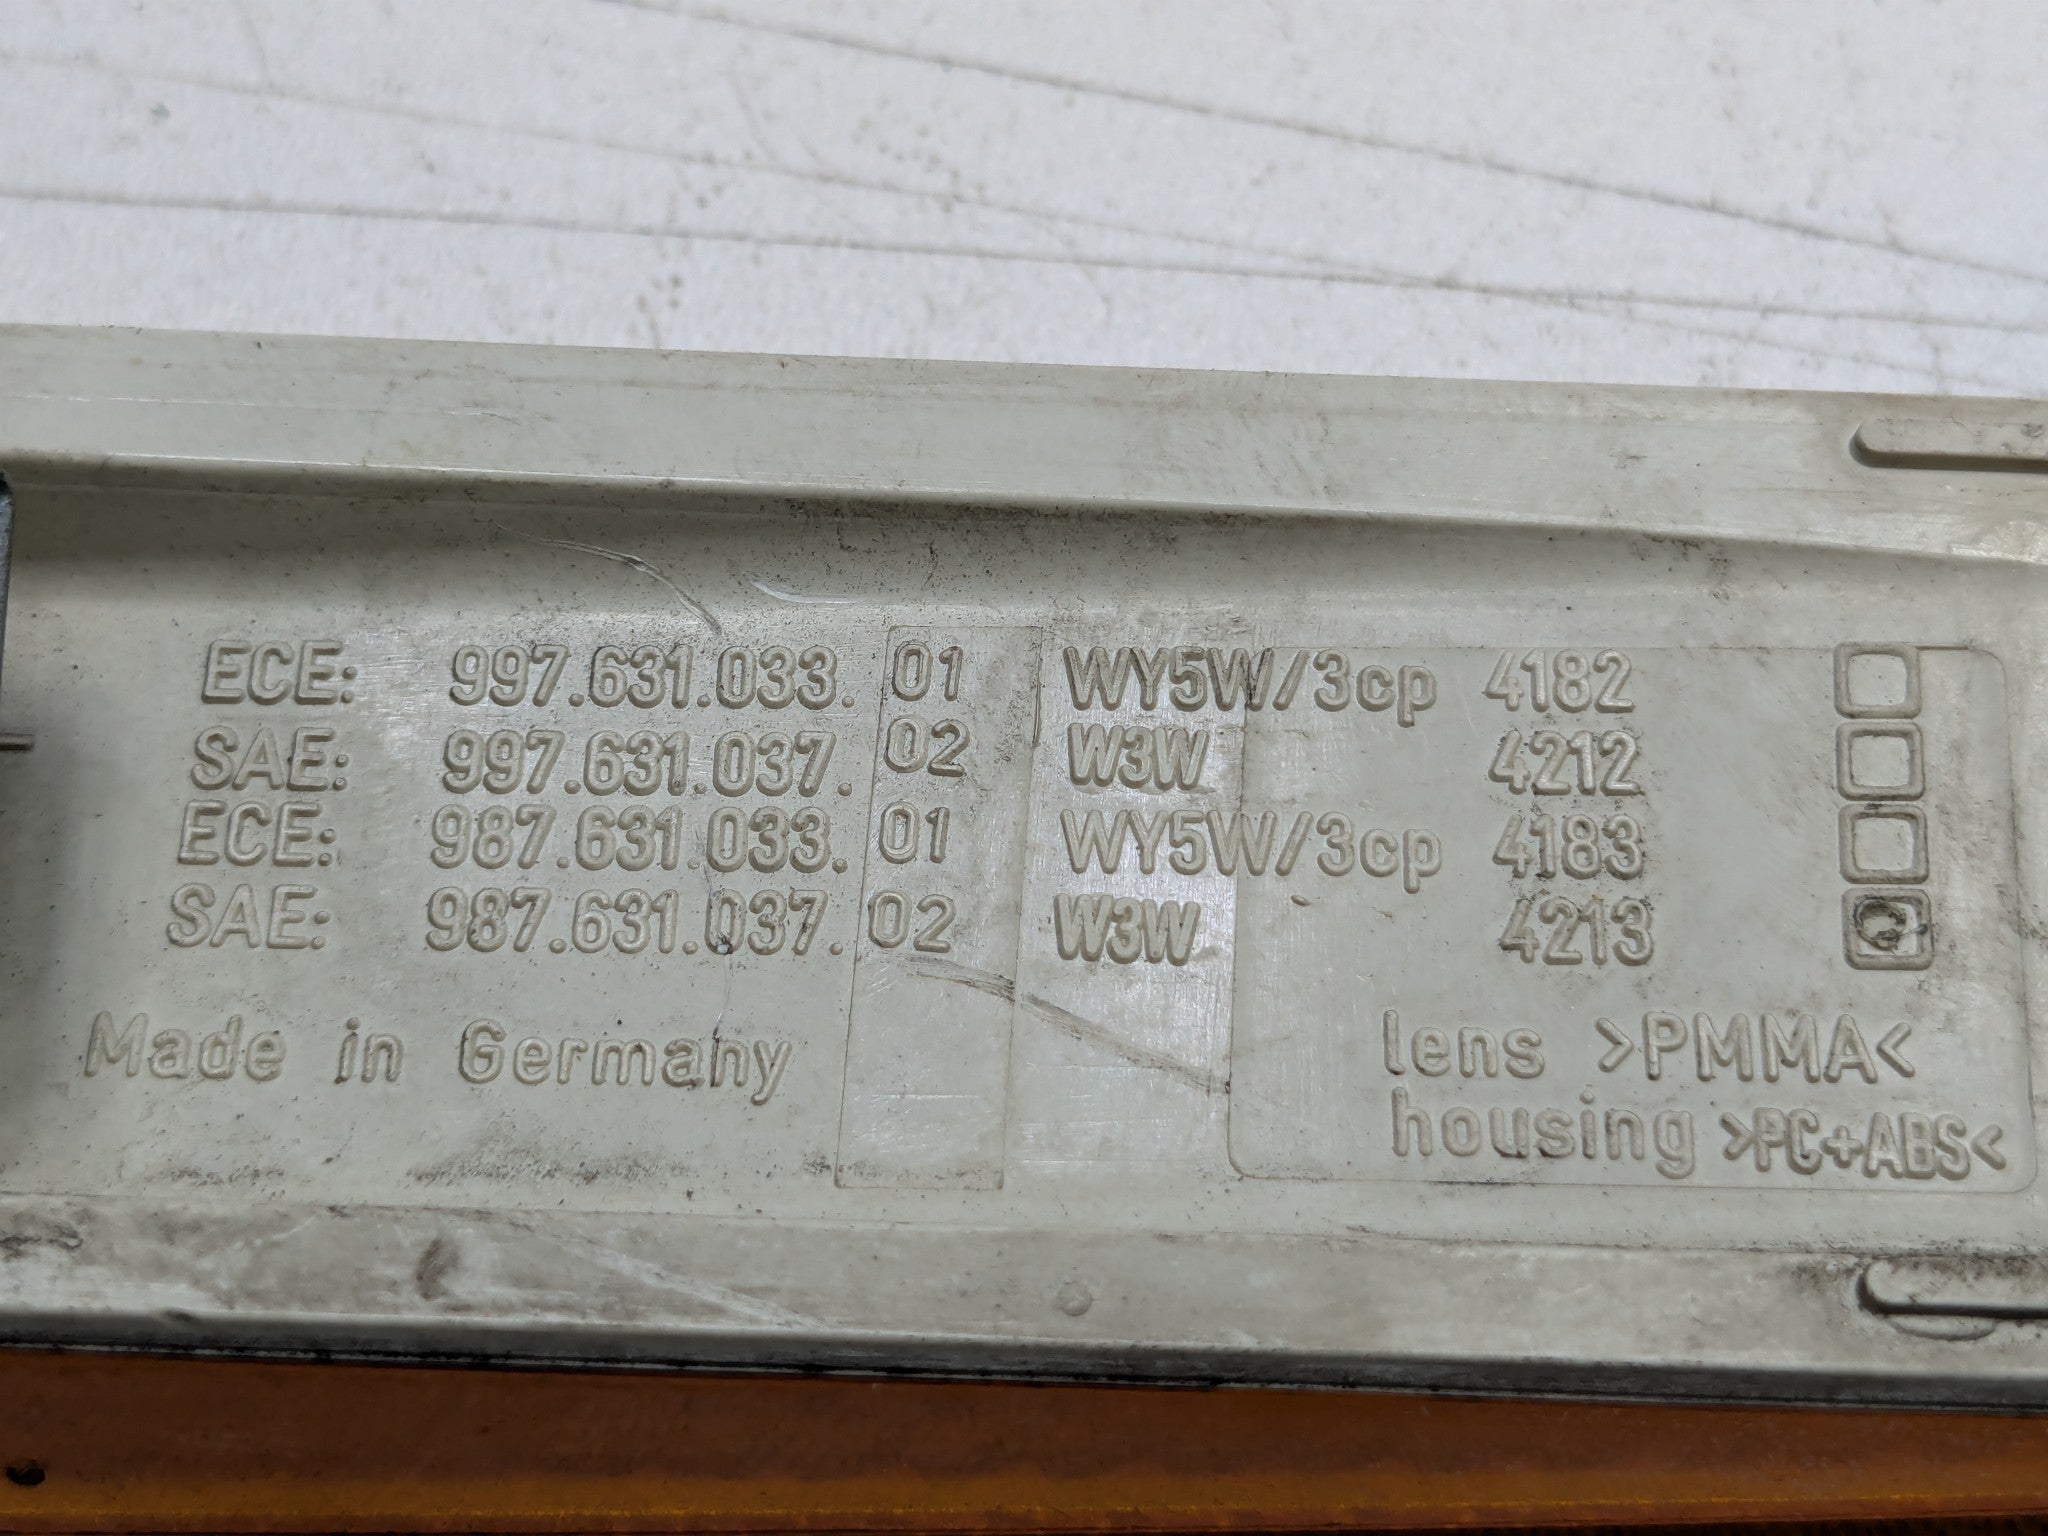 ECE: 997.631.033. 01 WY5W/3cp 4182
SAE: 997.631.037. 02 W3W 4212
ECE: 987.631.033. 01 WY5W/3cp 4183
SAE: 987.631.037. 02 W3W 4213
Made in Germany
lens >PMMA<
housing >PC+ABS<